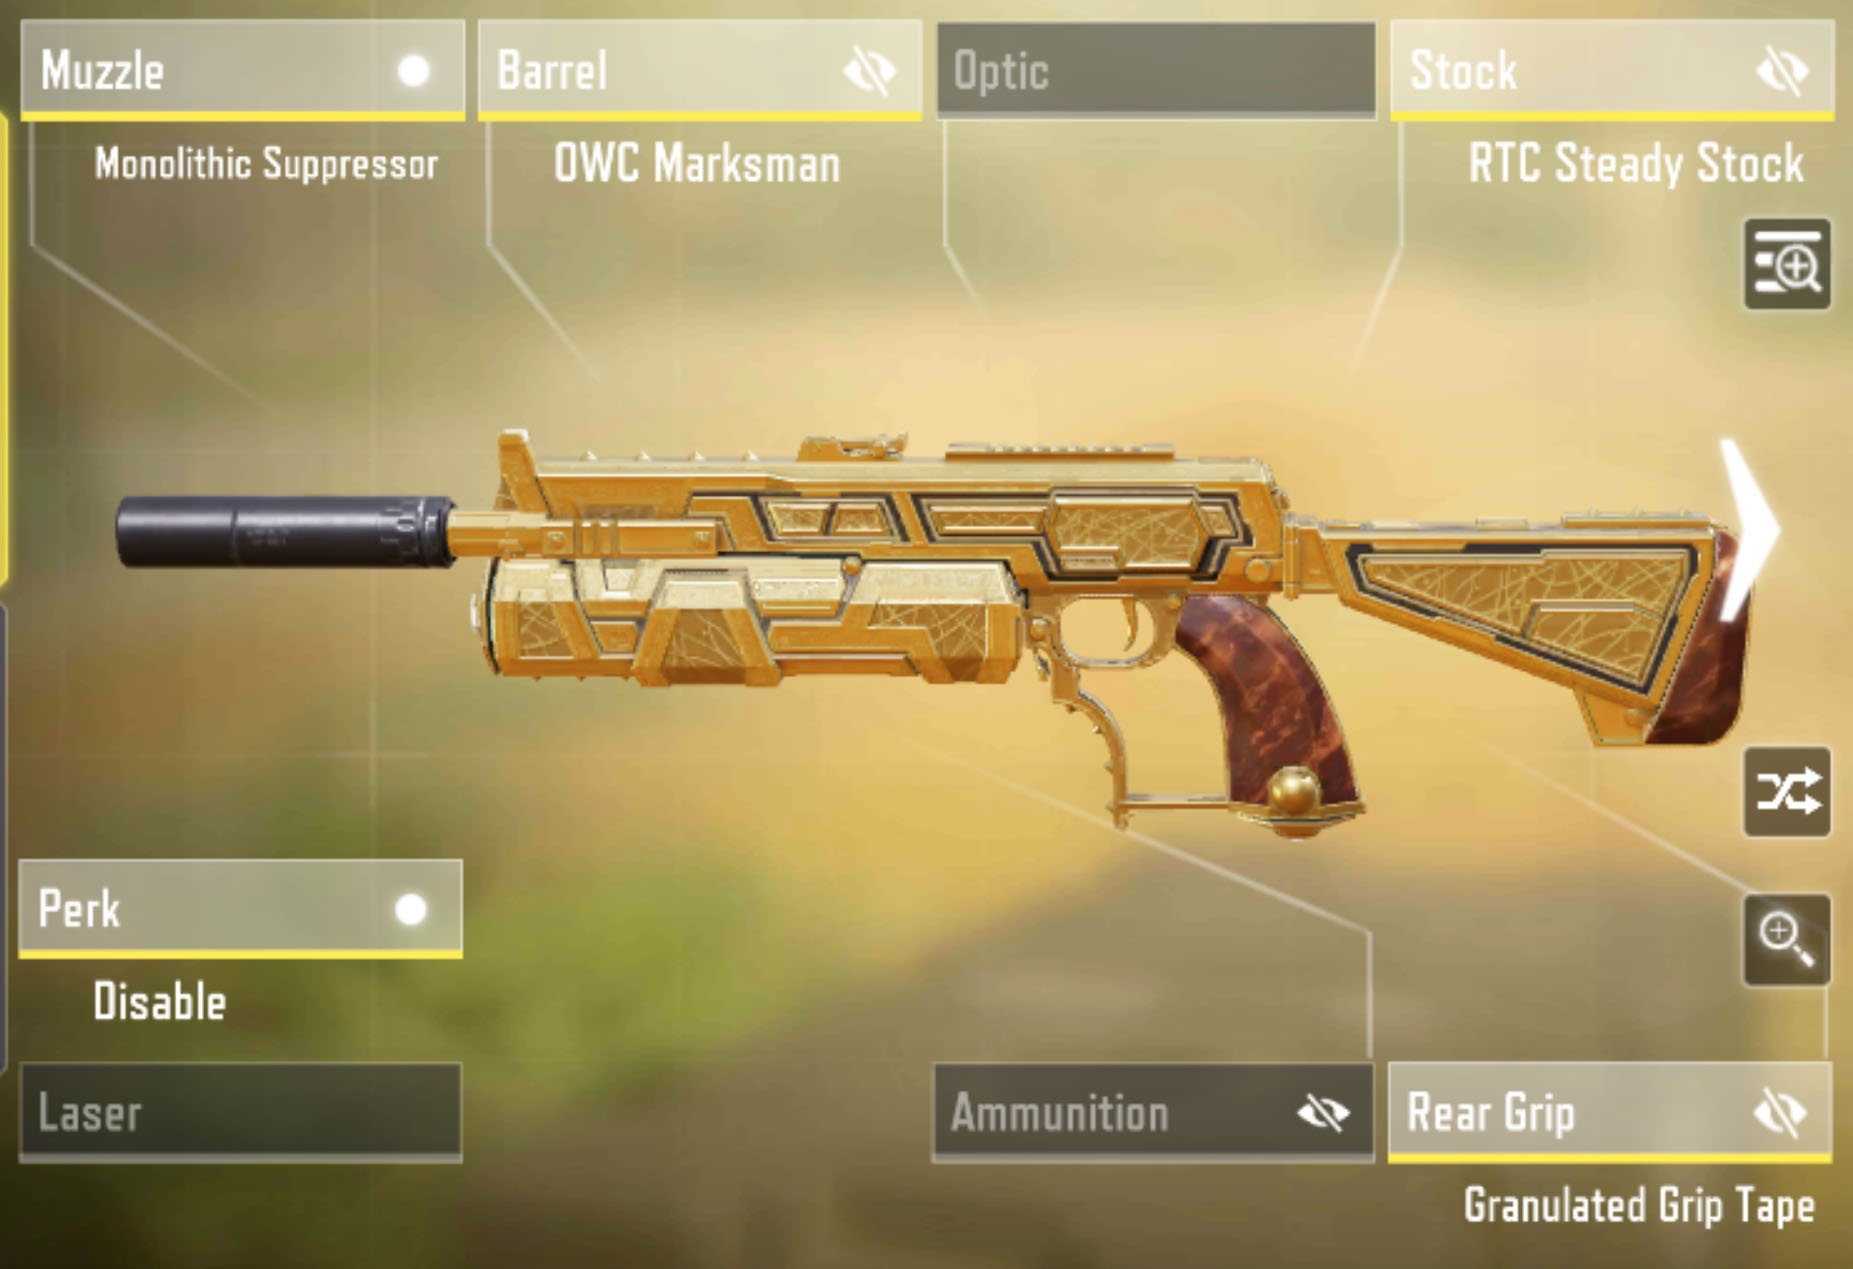 Muzzle
Barrel
Optic
Stock
Monolithic Suppressor
OWC Marksman
RTC Steady Stock
Perk
Disable
Laser
Ammunition
Rear Grip
Granulated Grip Tape